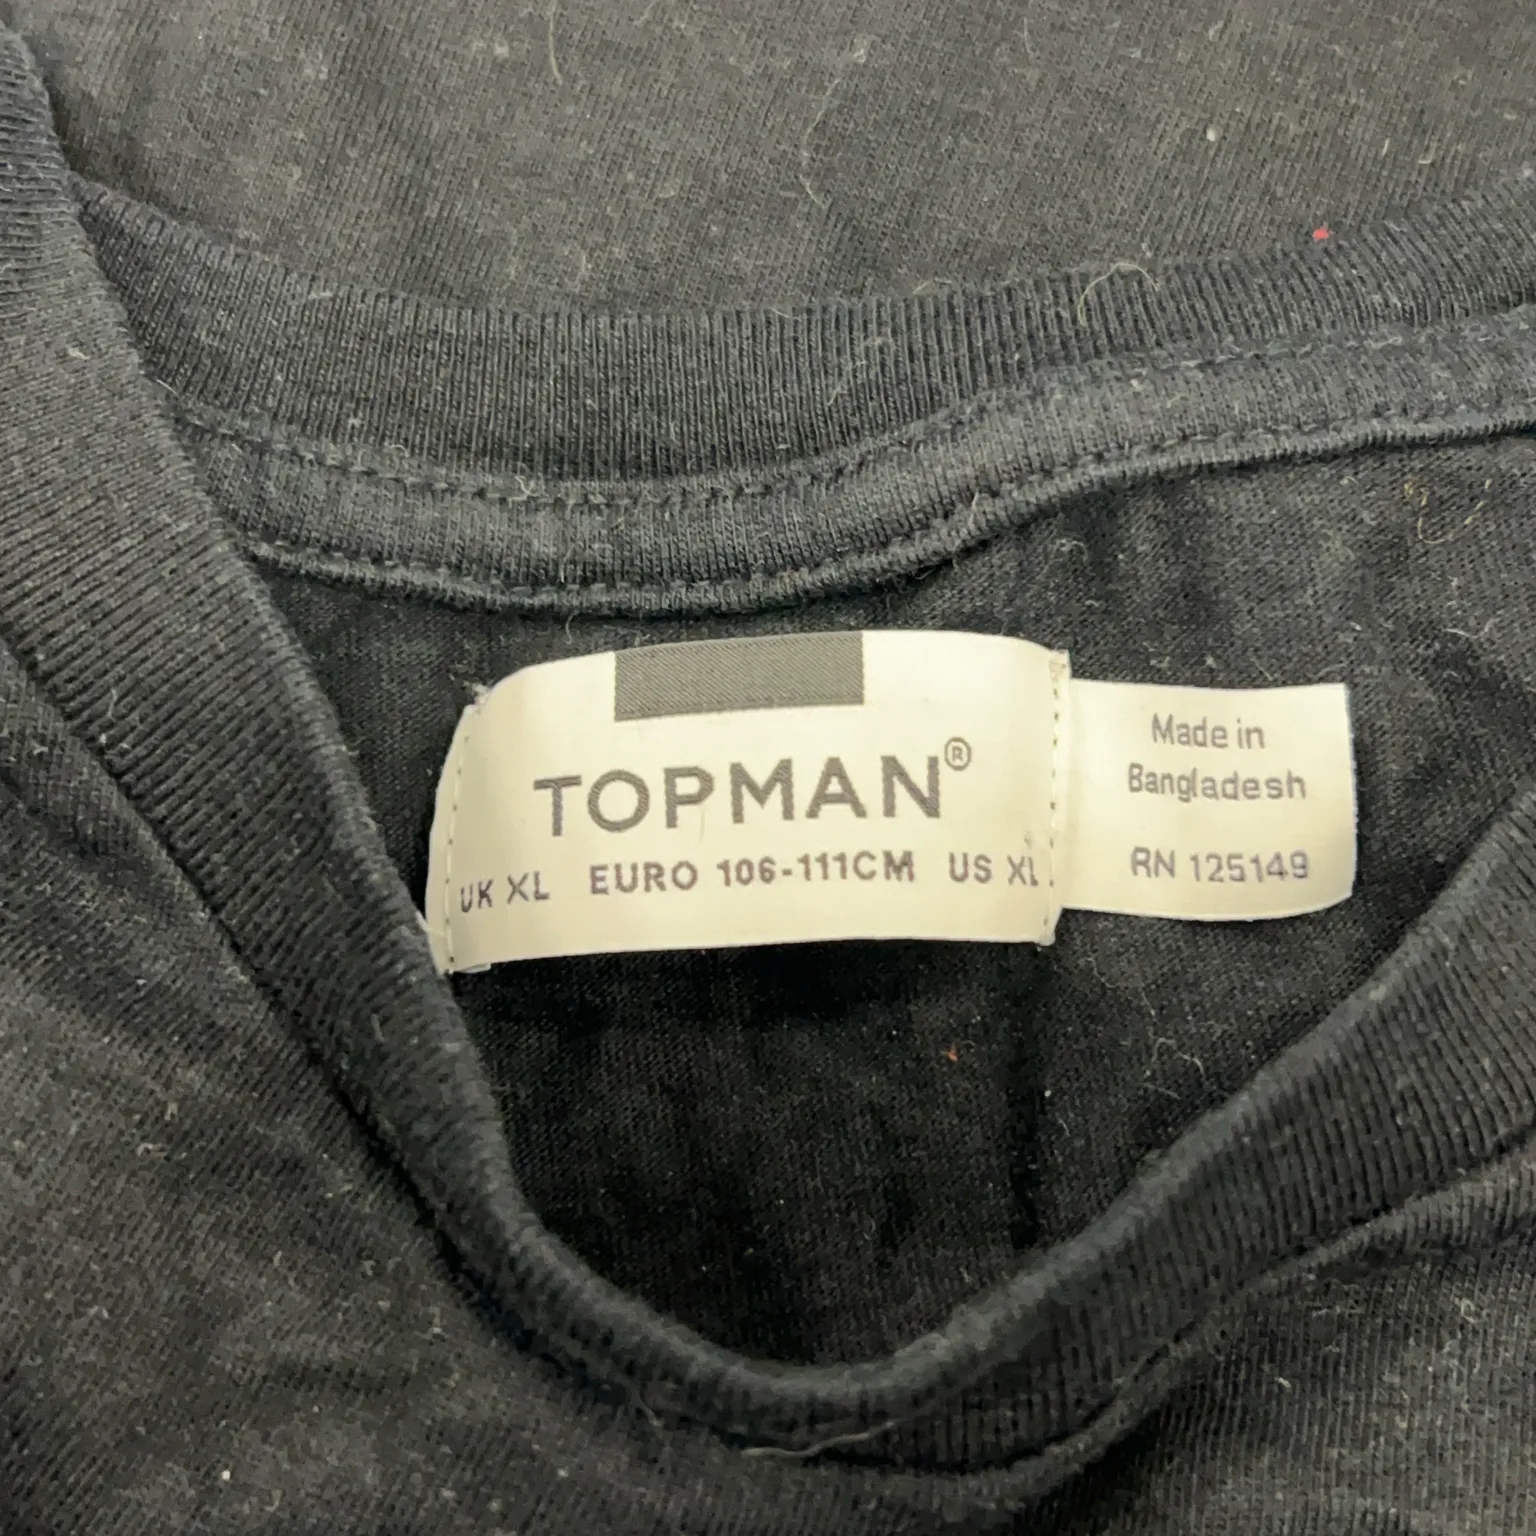 TOPMAN®
UK XL EURO 106-111CM US XL
Made in
Bangladesh
RN 125149